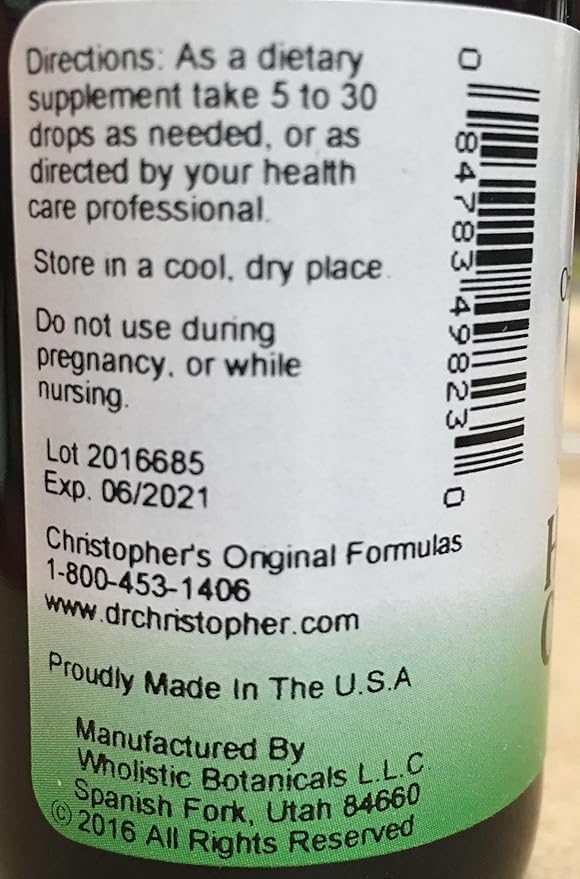 Directions: As a dietary
supplement take 5 to 30
drops as needed, or as
directed by your health
care professional.
Store in a cool, dry place.
Do not use during
pregnancy, or while
nursing.
Lot 2016685
Exp. 06/2021
Christopher's Original Formulas
1-800-453-1406
www.drchristopher.com
Proudly Made In The U.S.A
Manufactured By
Wholistic Botanicals L.L.C.
Spanish Fork, Utah 84660
©2016 All Rights Reserved
0 84783 49823 0